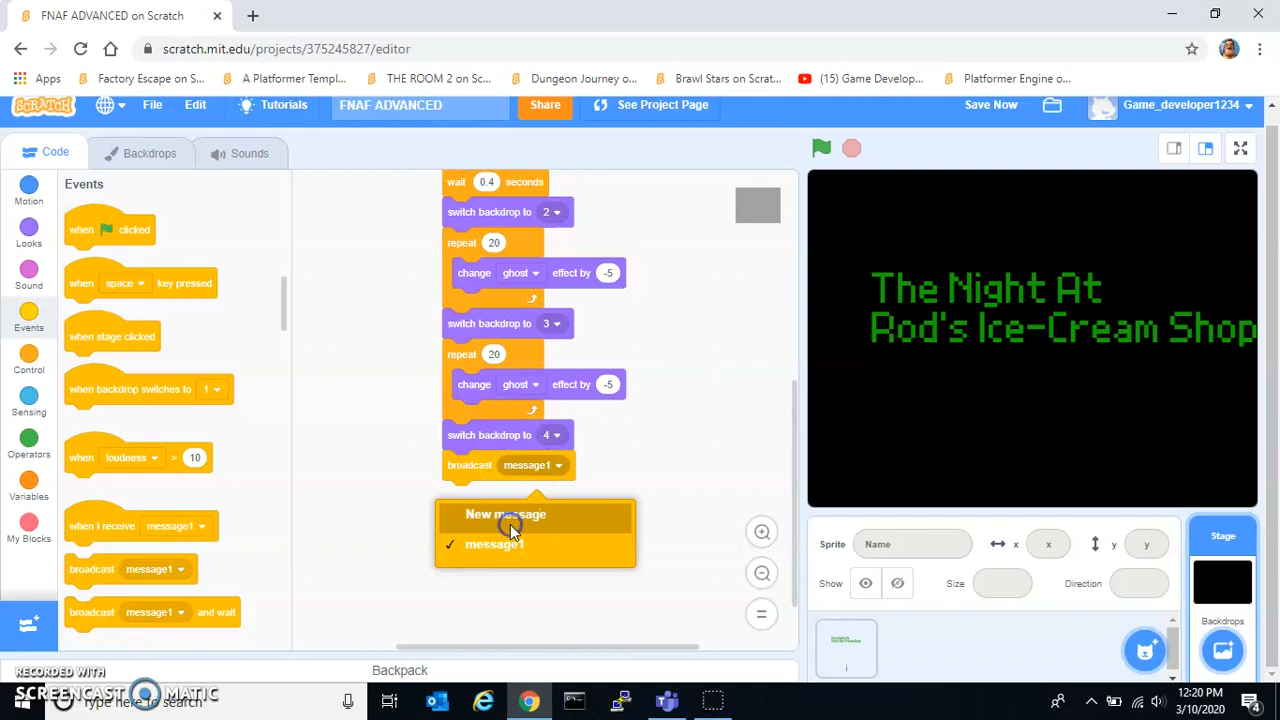 FNAF ADVANCED on Scratch
scratch.mit.edu/projects/375245827/editor
Apps
Factory Escape on S...
A Platformer Templ...
THE ROOM 2 on Scr...
Dungeon Journey o...
Brawl Stars on Scrat...
(15) Game Develop...
Platformer Engine o...
SCRATCH
File
Edit
Tutorials
FNAF ADVANCED
Share
See Project Page
Save Now
Game_developer1234
Code
Backdrops
Sounds
Motion
Looks
Sound
Events
Control
Sensing
Operators
Variables
My Blocks
Events
when clicked
when space key pressed
when stage clicked
when backdrop switches to 1
when loudness > 10
when I receive message1
broadcast message1
broadcast message1 and wait
wait 0.4 seconds
switch backdrop to 2
repeat 20
change ghost effect by -5
switch backdrop to 3
repeat 20
change ghost effect by -5
switch backdrop to 4
broadcast message1
New message
message1
The Night At
Rod's Ice-Cream Shop
Sprite
Name
x
x
y
y
Show
Size
Direction
Stage
Backdrops
Backpack
RECORDED WITH
SCREENCAST MATIC
Type here to search
12:20 PM
3/10/2020
4